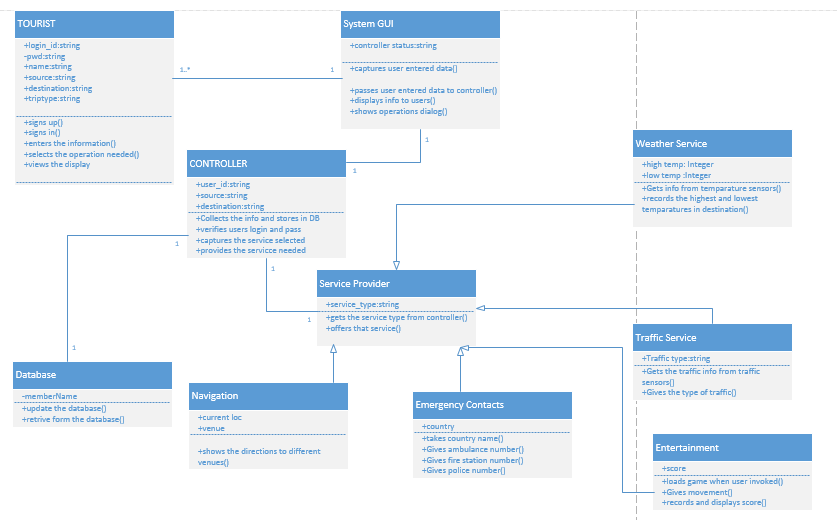 TOURIST
+login_id:string
-pwd:string
+name:string
+source:string
+destination:string
+triptype:string
+signs up()
+signs in()
+enters the information()
+selects the operation needed()
+views the display
1..*
1
System GUI
+controller status:string
+captures user entered data()
+passes user entered data to controller()
+displays info to users()
+shows operations dialog()
1
1
CONTROLLER
+user_id:string
+source:string
+destination:string
+Collects the info and stores in DB
+verifies users login and pass
+captures the service selected
+provides the servicce needed
1
1
1
1
Weather Service
+high temp: Integer
+low temp :Integer
+Gets info from temparature sensors()
+records the highest and lowest
temparatures in destination()
Service Provider
+service_type:string
+gets the service type from controller()
+offers that service()
Traffic Service
+Traffic type:string
+Gets the traffic info from traffic
sensors()
+Gives the type of traffic()
Database
-memberName
+update the database()
+retrive form the database()
Navigation
+current loc
+venue
+shows the directions to different
venues()
Emergency Contacts
+country
+takes country name()
+Gives ambulance number()
+Gives fire station number()
+Gives police number()
Entertainment
+score
+loads game when user invoked()
+Gives movement()
+records and displays score()